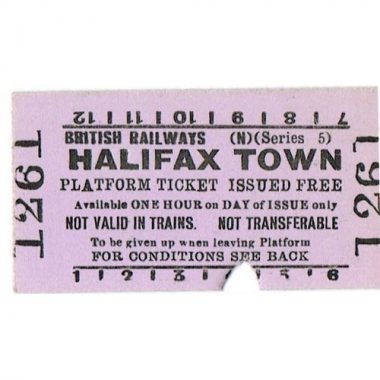 7 | 8 | 9 | 10 | 11 | 12
BRITISH RAILWAYS (N)(Series 5)
HALIFAX TOWN
PLATFORM TICKET ISSUED FREE
Available ONE HOUR on DAY of ISSUE only
NOT VALID IN TRAINS. NOT TRANSFERABLE
To be given up when leaving Platform
FOR CONDITIONS SEE BACK
1 | 2 | 3 | 4 | 5 | 6
1261
1261